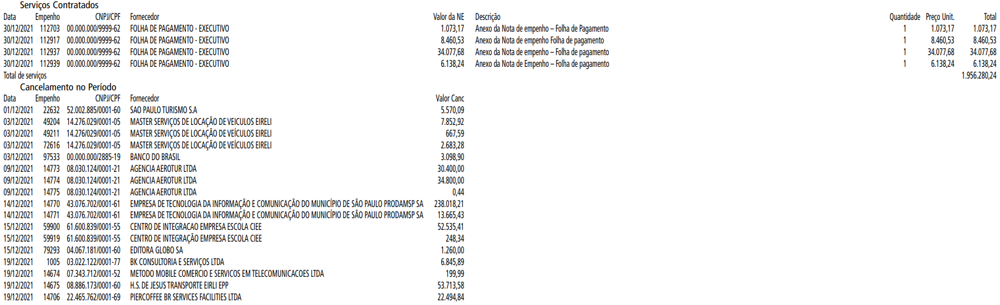 Serviços Contratados
Data Empenho CNPJ/CPF Fornecedor Valor da NE Descrição Quantidade Preço Unit. Total
30/12/2021 112703 00.000.000/9999-62 FOLHA DE PAGAMENTO - EXECUTIVO 1.073,17 Anexo da Nota de empenho – Folha de Pagamento 1 1.073,17 1.073,17
30/12/2021 112917 00.000.000/9999-62 FOLHA DE PAGAMENTO - EXECUTIVO 8.460,53 Anexo da Nota de empenho Folha de pagamento 1 8.460,53 8.460,53
30/12/2021 112937 00.000.000/9999-62 FOLHA DE PAGAMENTO - EXECUTIVO 34.077,68 Anexo da Nota de empenho – Folha de pagamento 1 34.077,68 34.077,68
30/12/2021 112939 00.000.000/9999-62 FOLHA DE PAGAMENTO - EXECUTIVO 6.138,24 Anexo da Nota de Empenho – Folha de pagamento 1 6.138,24 6.138,24
Total de serviços 1.956.280,24
Cancelamento no Período
Data Empenho CNPJ/CPF Fornecedor Valor Canc
01/12/2021 22632 52.002.885/0001-60 SAO PAULO TURISMO S.A 5.570,09
03/12/2021 49204 14.276.029/0001-05 MASTER SERVIÇOS DE LOCAÇÃO DE VEICULOS EIRELI 7.852,92
03/12/2021 49211 14.276/029/0001-05 MASTER SERVIÇOS DE LOCAÇÃO DE VEÍCULOS EIRELI 667,59
03/12/2021 72616 14.276.029/0001-05 MASTER SERVIÇOS DE LOCAÇÃO DE VEÍCULOS EIRELI 2.683,28
03/12/2021 97533 00.000.000/2885-19 BANCO DO BRASIL 3.098,90
09/12/2021 14773 08.030.124/0001-21 AGENCIA AEROTUR LTDA 30.400,00
09/12/2021 14774 08.030.124/0001-21 AGENCIA AEROTUR LTDA 34.800,00
09/12/2021 14775 08.030.124/0001-21 AGENCIA AEROTUR LTDA 0,44
14/12/2021 14770 43.076.702/0001-61 EMPRESA DE TECNOLOGIA DA INFORMAÇÃO E COMUNICAÇÃO DO MUNICÍPIO DE SÃO PAULO PRODAMSP SA 238.018,21
14/12/2021 14771 43.076.702/0001-61 EMPRESA DE TECNOLOGIA DA INFORMAÇÃO E COMUNICAÇÃO DO MUNICÍPIO DE SÃO PAULO PRODAMSP SA 13.665,43
15/12/2021 59900 61.600.839/0001-55 CENTRO DE INTEGRACAO EMPRESA ESCOLA CIEE 52.535,41
15/12/2021 59919 61.600.839/0001-55 CENTRO DE INTEGRAÇÃO EMPRESA ESCOLA CIEE 248,34
15/12/2021 79293 04.067.181/0001-60 EDITORA GLOBO SA 1.260,00
19/12/2021 1005 03.022.122/0001-77 BK CONSULTORIA E SERVIÇOS LTDA 6.845,89
19/12/2021 14674 07.343.712/0001-52 METODO MOBILE COMERCIO E SERVICOS EM TELECOMUNICACOES LTDA 199,99
19/12/2021 14675 08.886.173/0001-60 H.S. DE JESUS TRANSPORTE EIRLI EPP 53.713,58
19/12/2021 14706 22.465.762/0001-69 PIERCOFFEE BR SERVICES FACILITIES LTDA 22.494,84